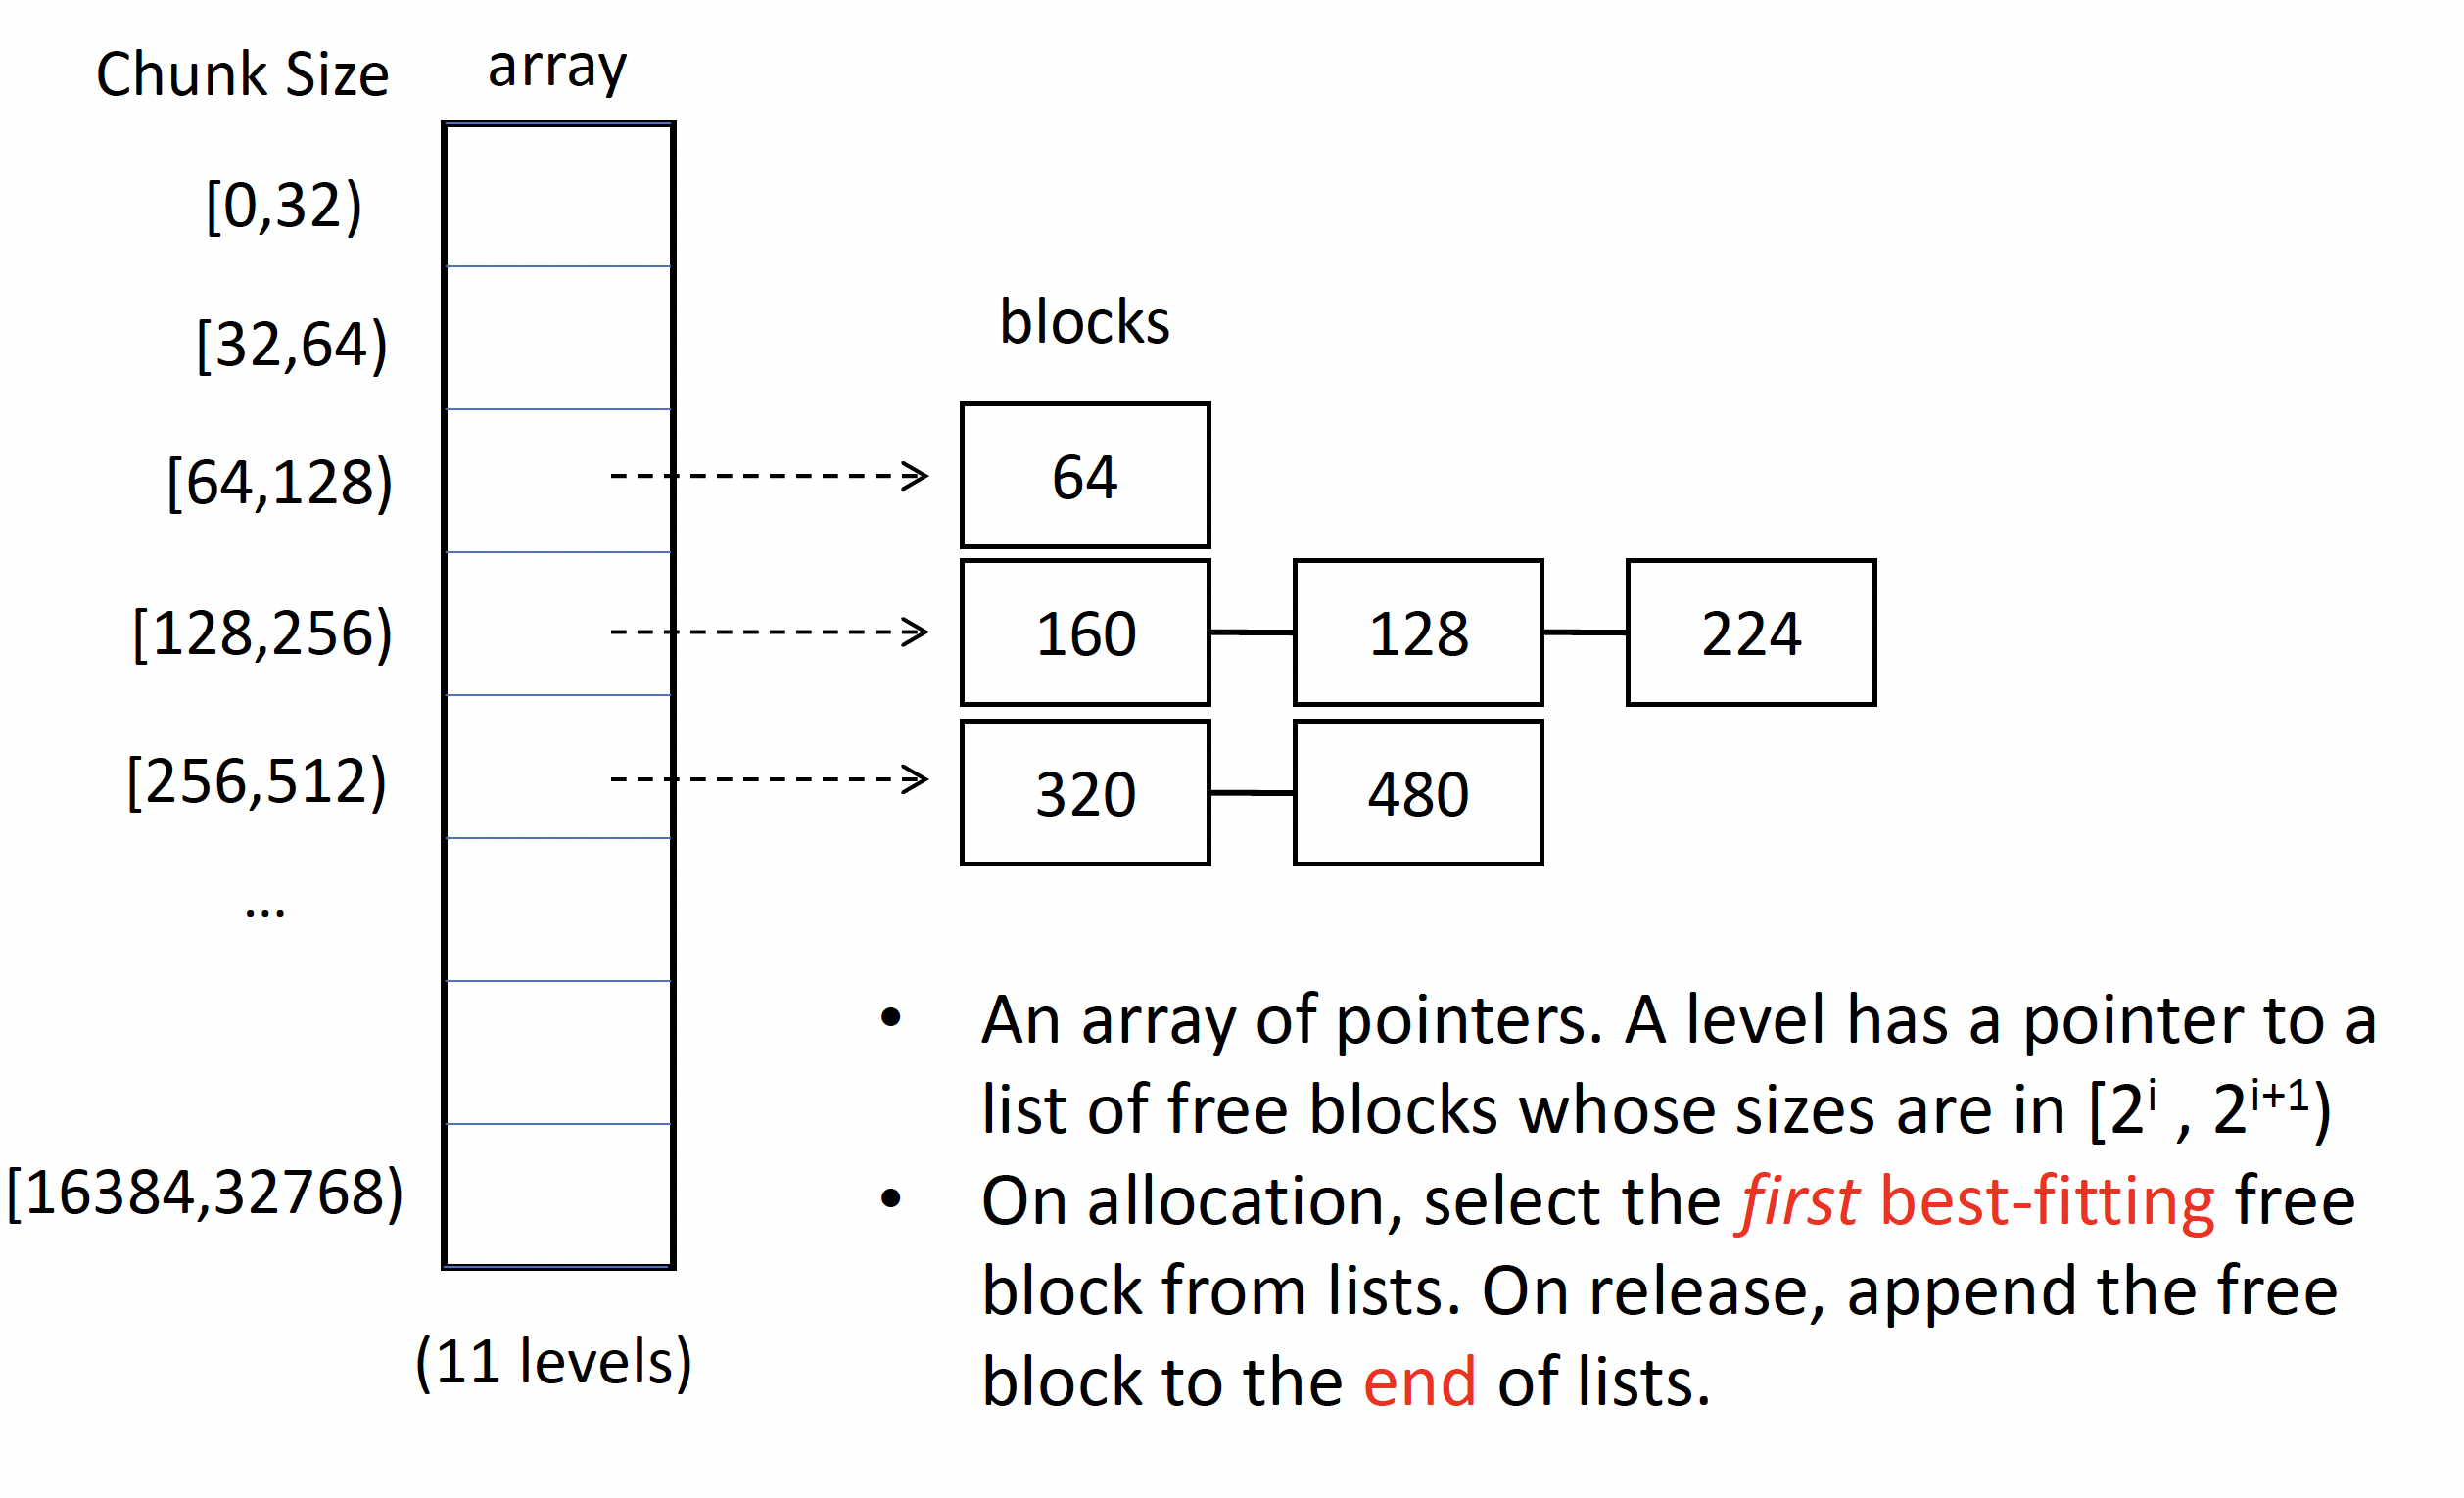 Chunk Size
array
[0,32)
[32,64)
blocks
[64,128)
64
[128,256)
160
128
224
[256,512)
320
480
...
• An array of pointers. A level has a pointer to a
list of free blocks whose sizes are in [2^i , 2^{i+1})
[16384,32768)
• On allocation, select the first best-fitting free
block from lists. On release, append the free
block to the end of lists.
(11 levels)